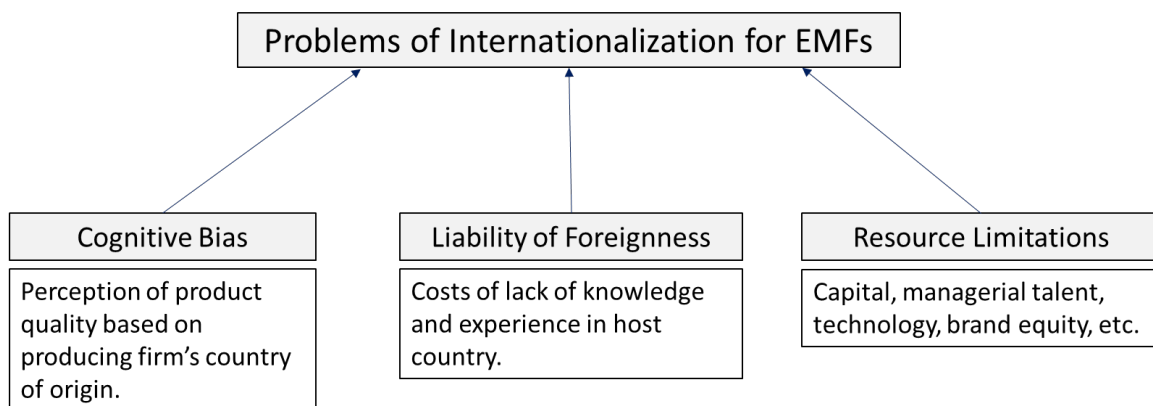 Problems of Internationalization for EMFs
Cognitive Bias
Perception of product
quality based on
producing firm's country
of origin.
Liability of Foreignness
Costs of lack of knowledge
and experience in host
country.
Resource Limitations
Capital, managerial talent,
technology, brand equity, etc.